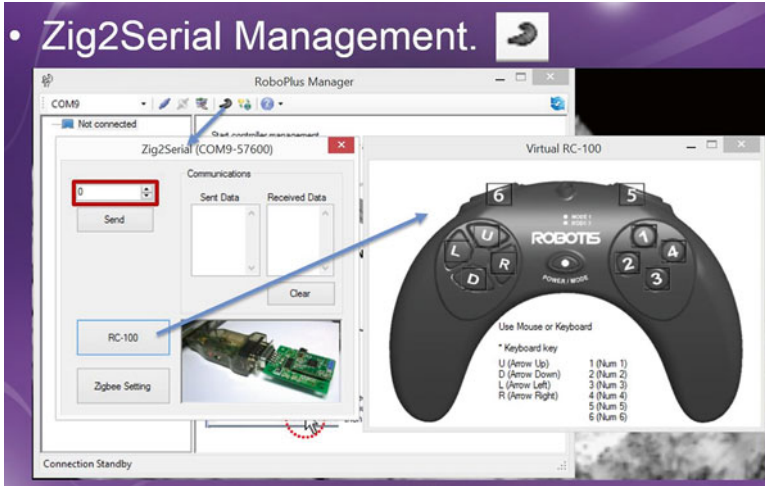 • Zig2Serial Management.
RoboPlus Manager
COM9
Not connected
Start controller management
Zig2Serial (COM9-57600)
Communications
0
Sent Data
Received Data
Send
Clear
RC-100
Zigbee Setting
Connection Standby
Virtual RC-100
6
5
MODE 1
U
L
R
D
ROBOTIS
1
4
2
3
POWER / MODE
Use Mouse or Keyboard
* Keyboard key
U (Arrow Up) 1 (Num 1)
D (Arrow Down) 2 (Num 2)
L (Arrow Left) 3 (Num 3)
R (Arrow Right) 4 (Num 4)
5 (Num 5)
6 (Num 6)